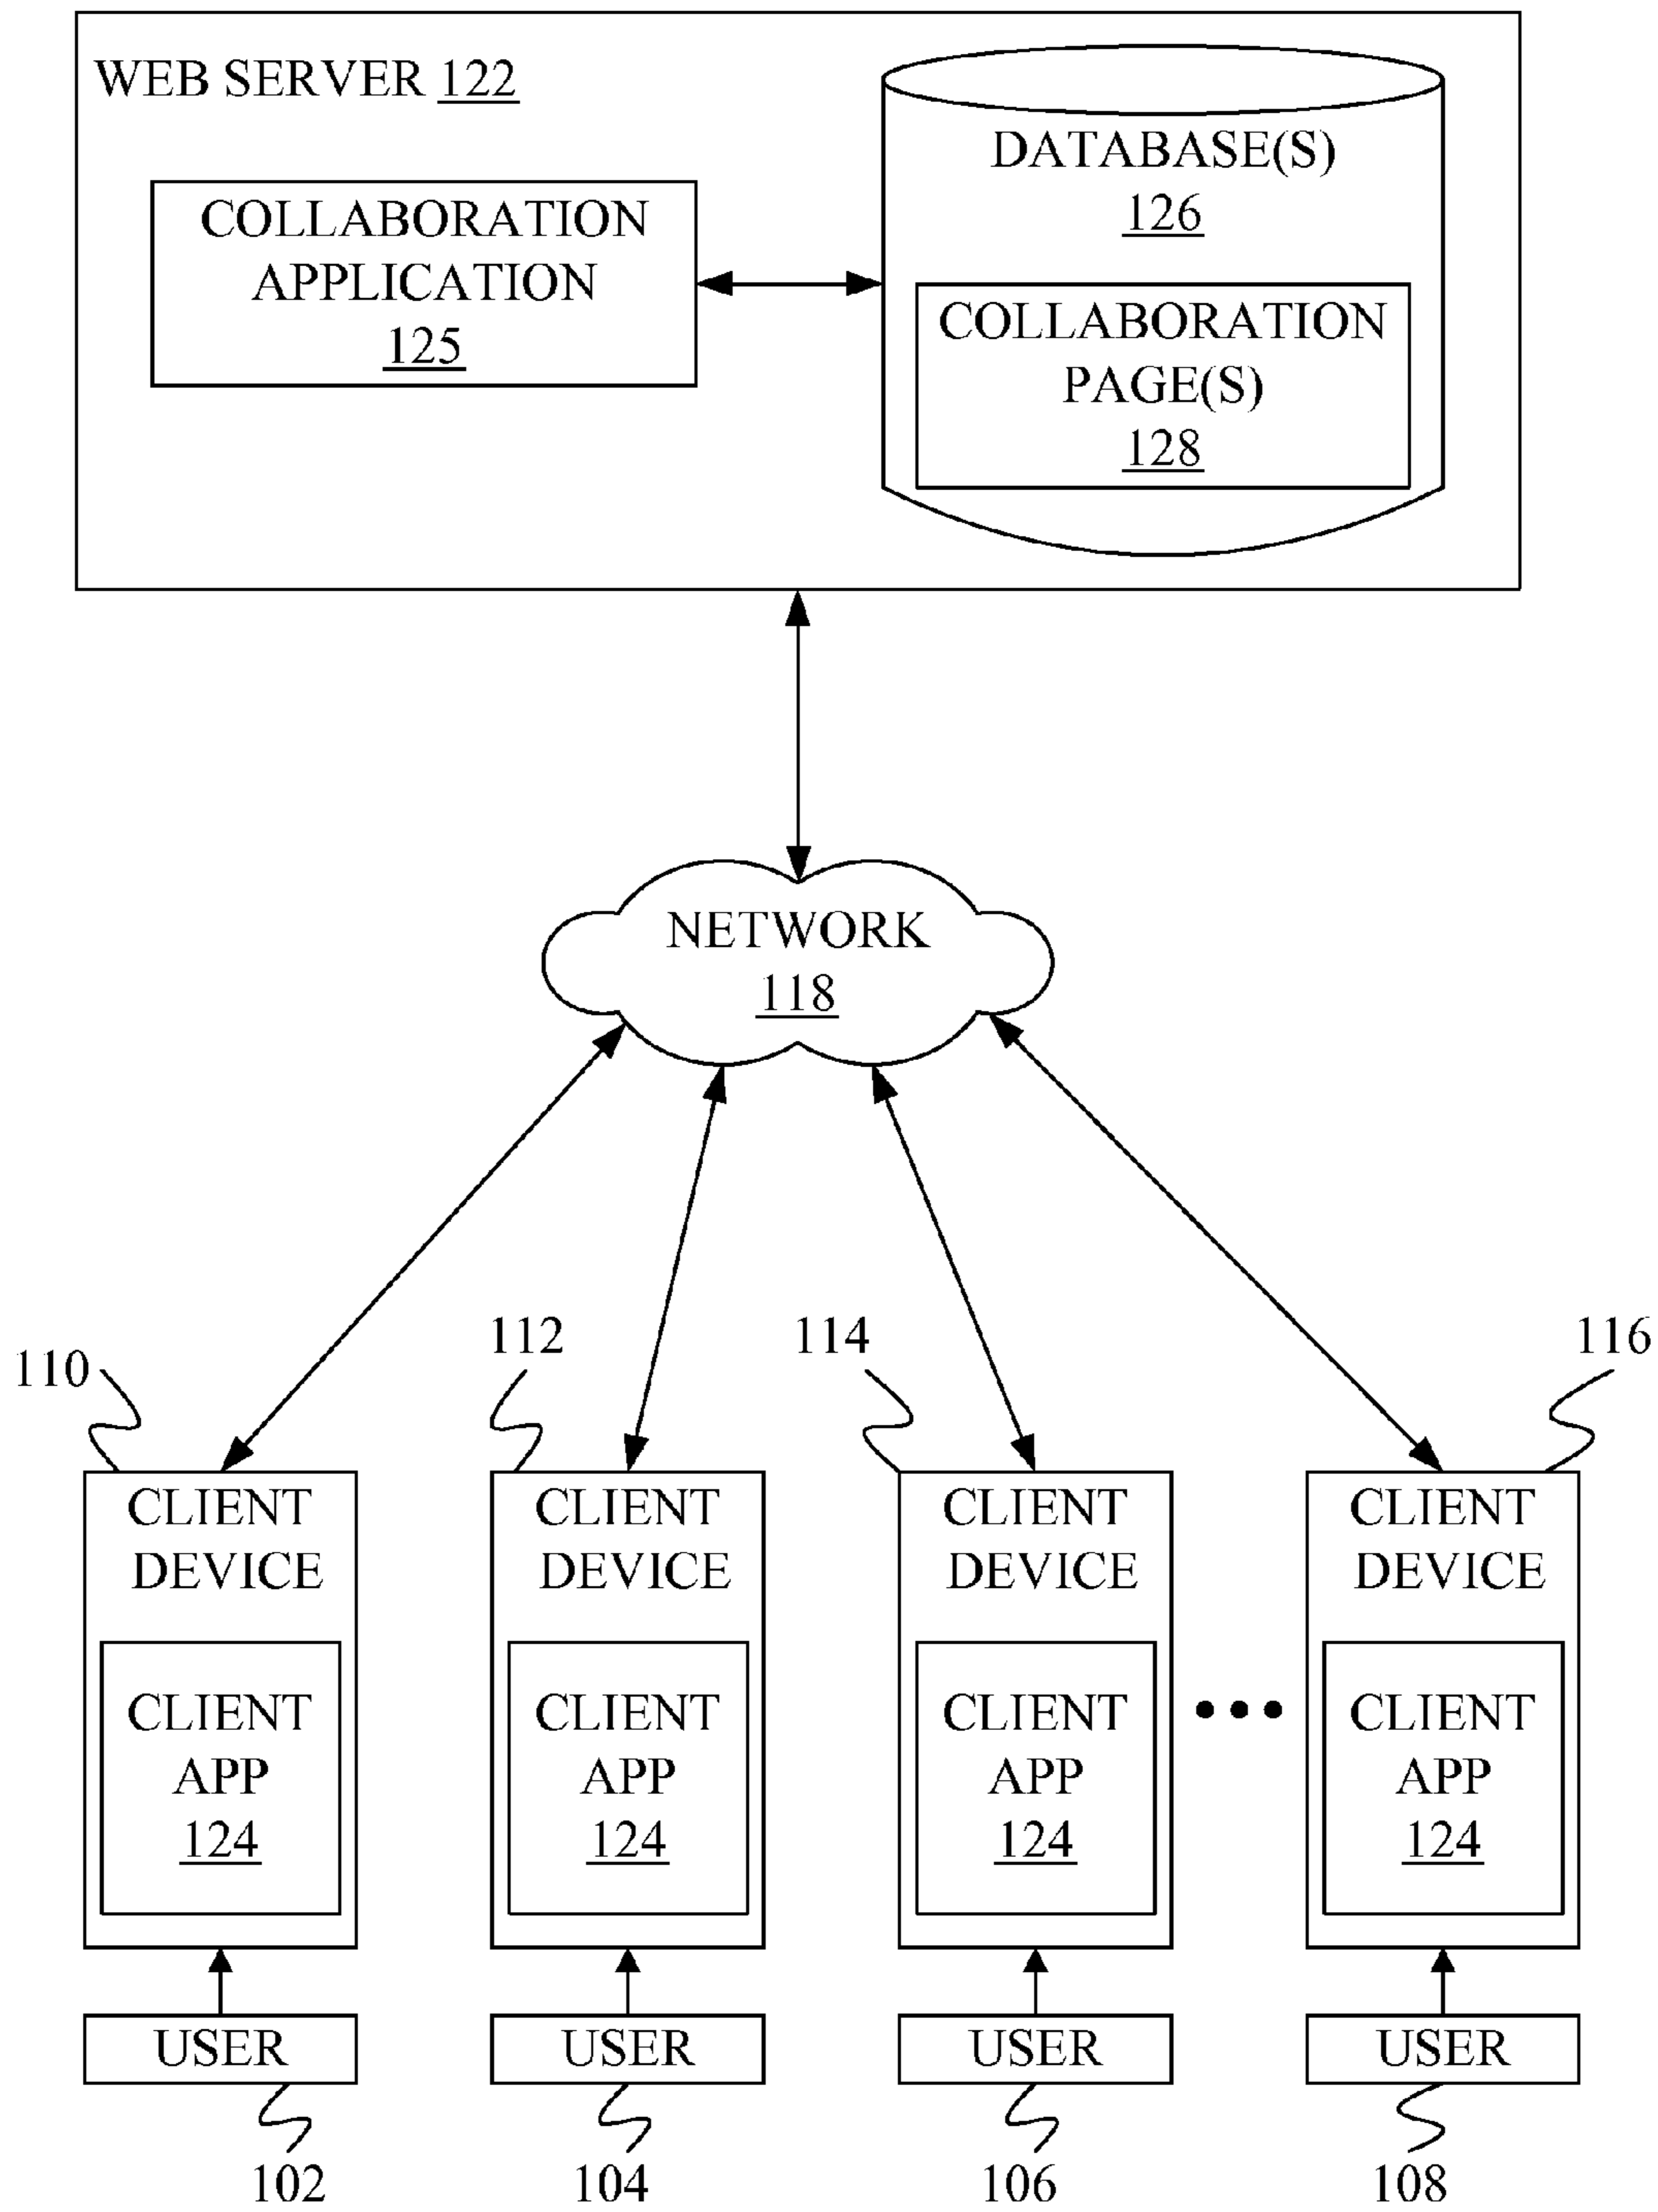 WEB SERVER 122
DATABASE(S)
126
COLLABORATION
APPLICATION
125
COLLABORATION
PAGE(S)
128
NETWORK
118
110
112
114
116
CLIENT
DEVICE
CLIENT
APP
124
CLIENT
DEVICE
CLIENT
APP
124
CLIENT
DEVICE
CLIENT
APP
124
CLIENT
DEVICE
CLIENT
APP
124
USER
USER
USER
USER
102
104
106
108